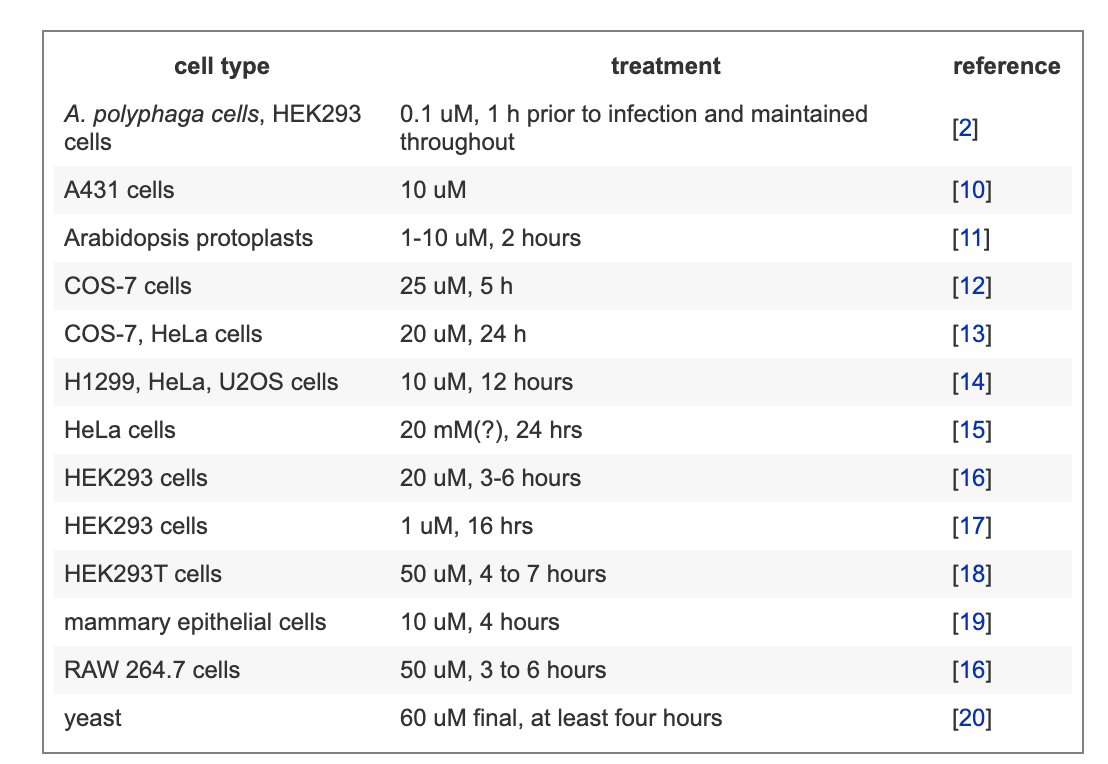 cell type treatment reference
A. polyphaga cells, HEK293 0.1 uM, 1 h prior to infection and maintained [2]
cells throughout
A431 cells 10 uM [10]
Arabidopsis protoplasts 1-10 uM, 2 hours [11]
COS-7 cells 25 uM, 5 h [12]
COS-7, HeLa cells 20 uM, 24 h [13]
H1299, HeLa, U2OS cells 10 uM, 12 hours [14]
HeLa cells 20 mM(?), 24 hrs [15]
HEK293 cells 20 uM, 3-6 hours [16]
HEK293 cells 1 uM, 16 hrs [17]
HEK293T cells 50 uM, 4 to 7 hours [18]
mammary epithelial cells 10 uM, 4 hours [19]
RAW 264.7 cells 50 uM, 3 to 6 hours [16]
yeast 60 uM final, at least four hours [20]